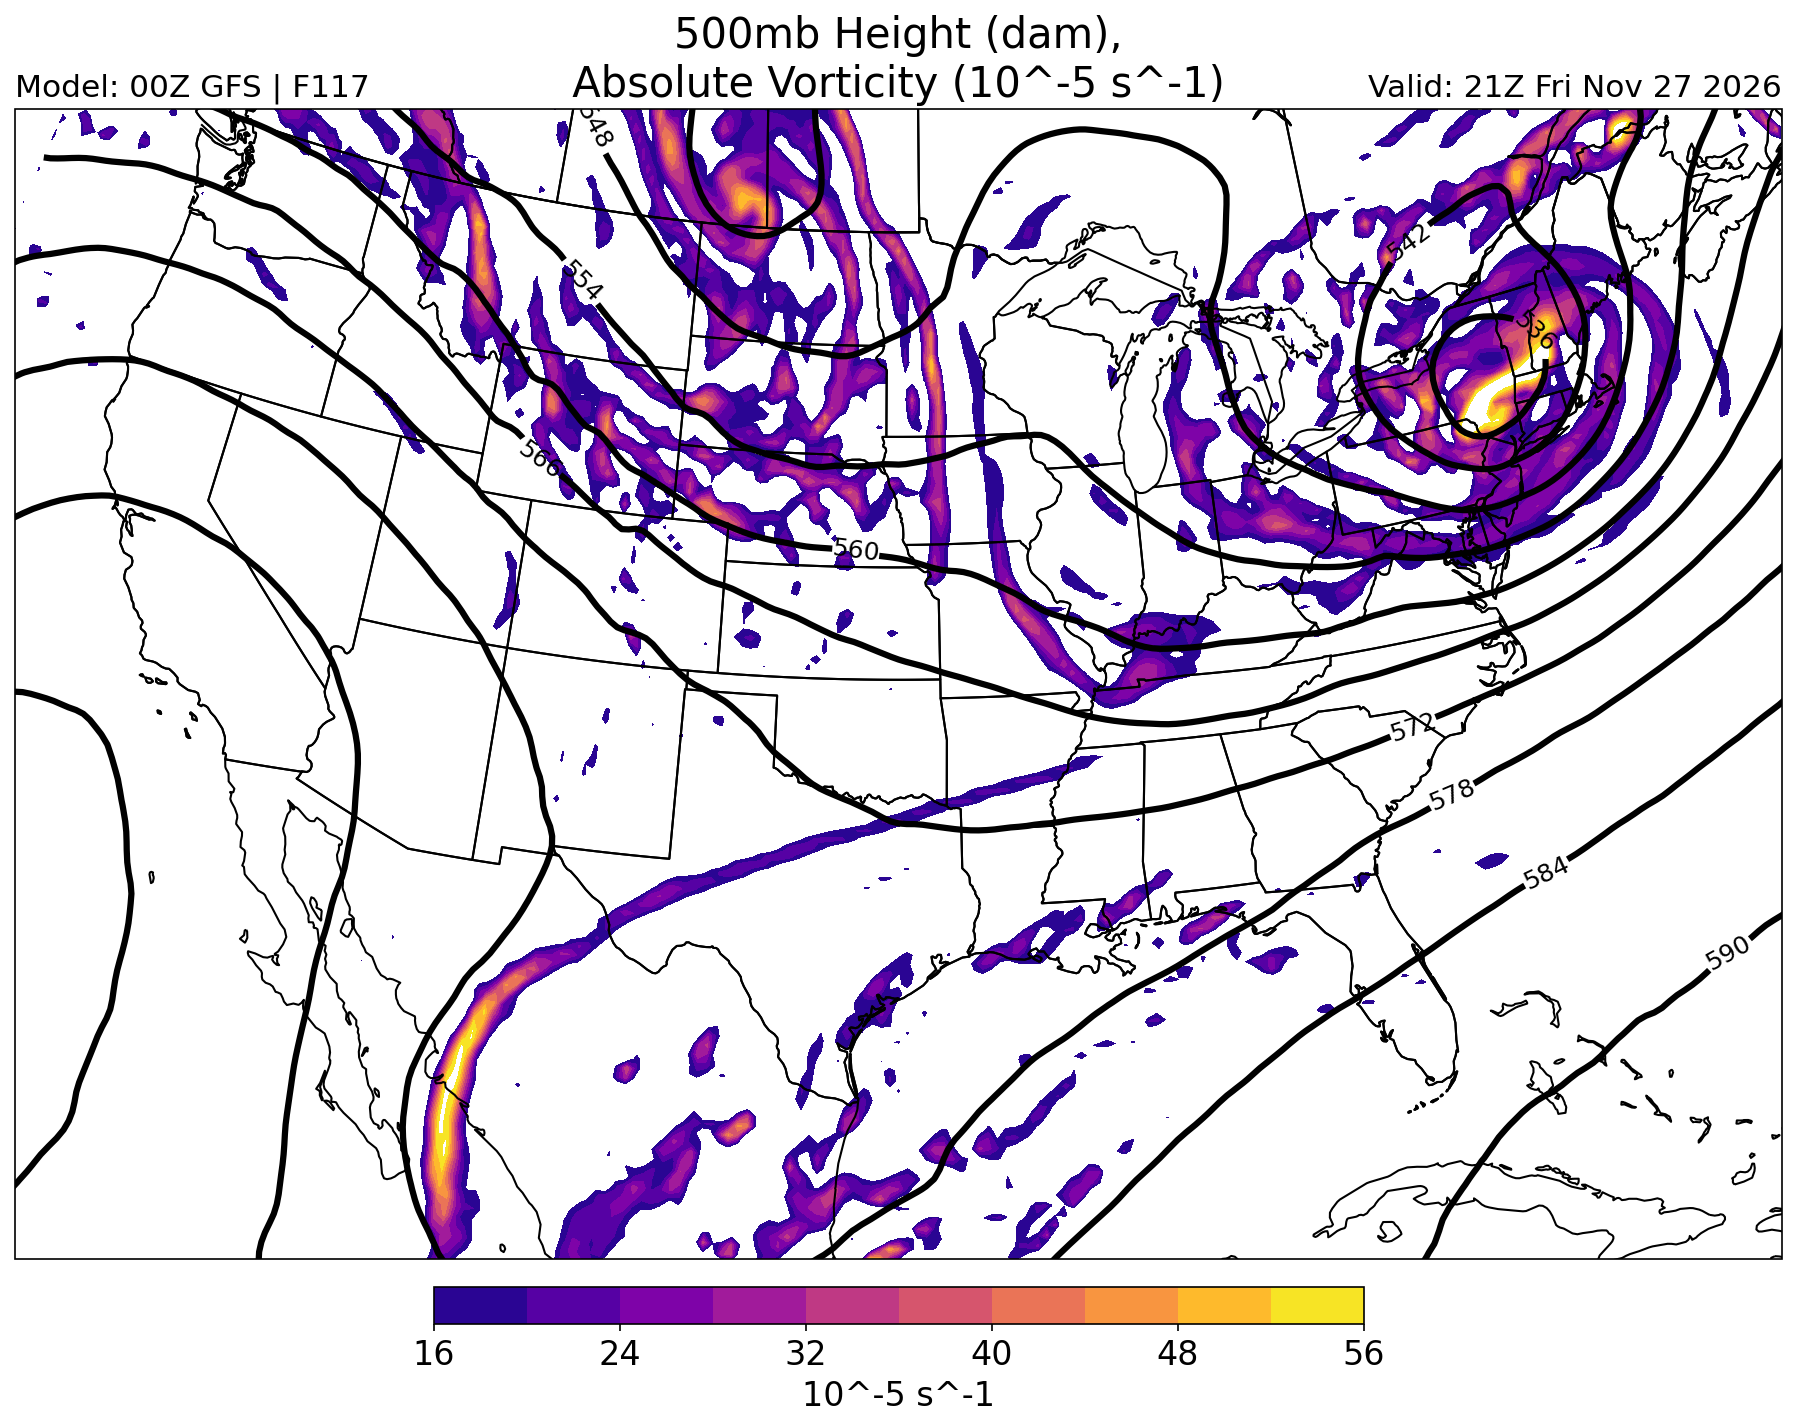 500mb Height (dam),
Model: 00Z GFS | F117
Absolute Vorticity (10^-5 s^-1)
Valid: 21Z Fri Nov 27 2026
548
542
554
536
566
560
572
578
584
590
16 24 32 40 48 56
10^-5 s^-1